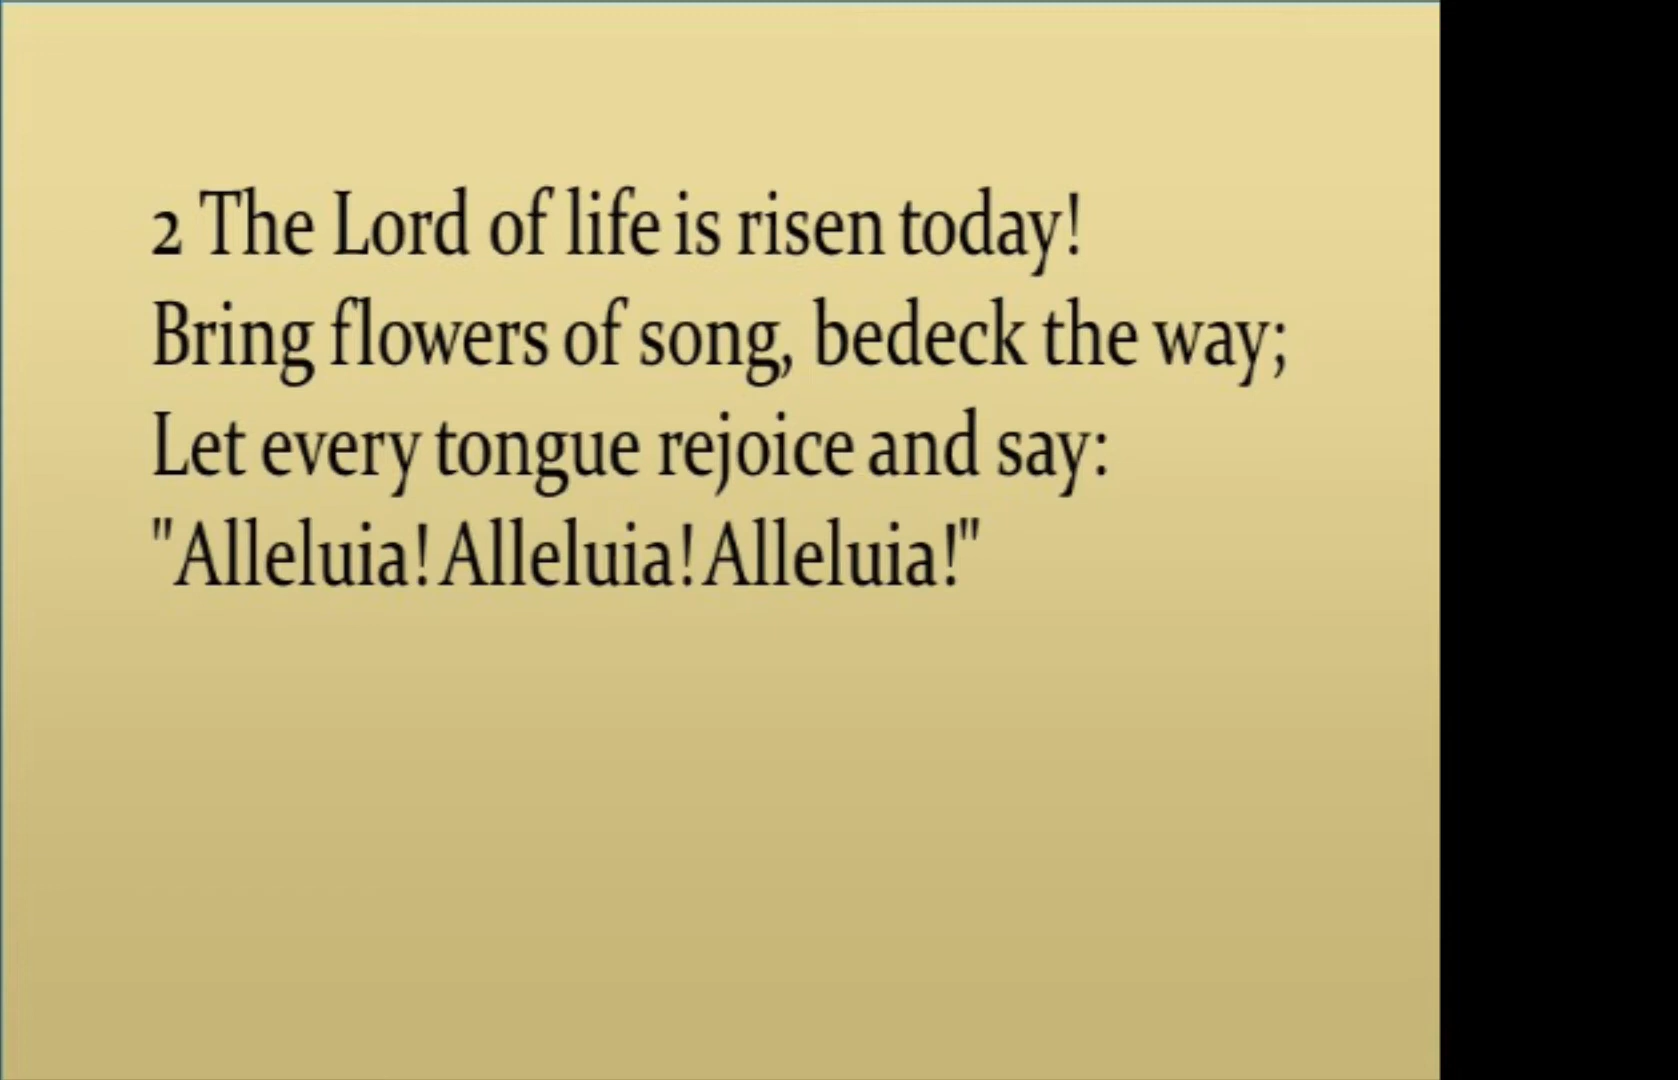 2 The Lord of life is risen today!
Bring flowers of song, bedeck the way;
Let every tongue rejoice and say:
"Alleluia! Alleluia! Alleluia!"